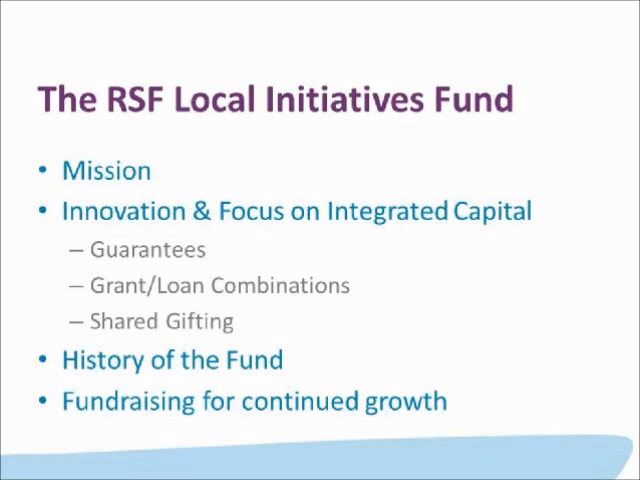 The RSF Local Initiatives Fund
• Mission
• Innovation & Focus on Integrated Capital
– Guarantees
– Grant/Loan Combinations
– Shared Gifting
• History of the Fund
• Fundraising for continued growth